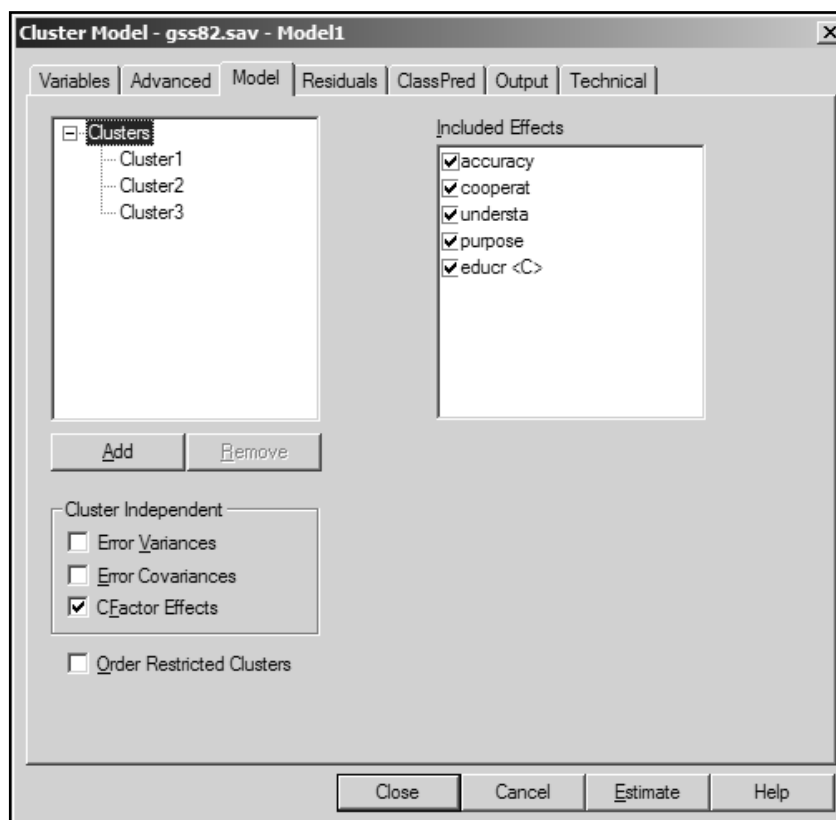 Cluster Model - gss82.sav - Model1
Variables Advanced Model Residuals ClassPred Output Technical
Clusters
Cluster1
Cluster2
Cluster3
Included Effects
accuracy
cooperat
understa
purpose
educr <C>
Add Remove
Cluster Independent
Error Variances
Error Covariances
CFactor Effects
Order Restricted Clusters
Close Cancel Estimate Help